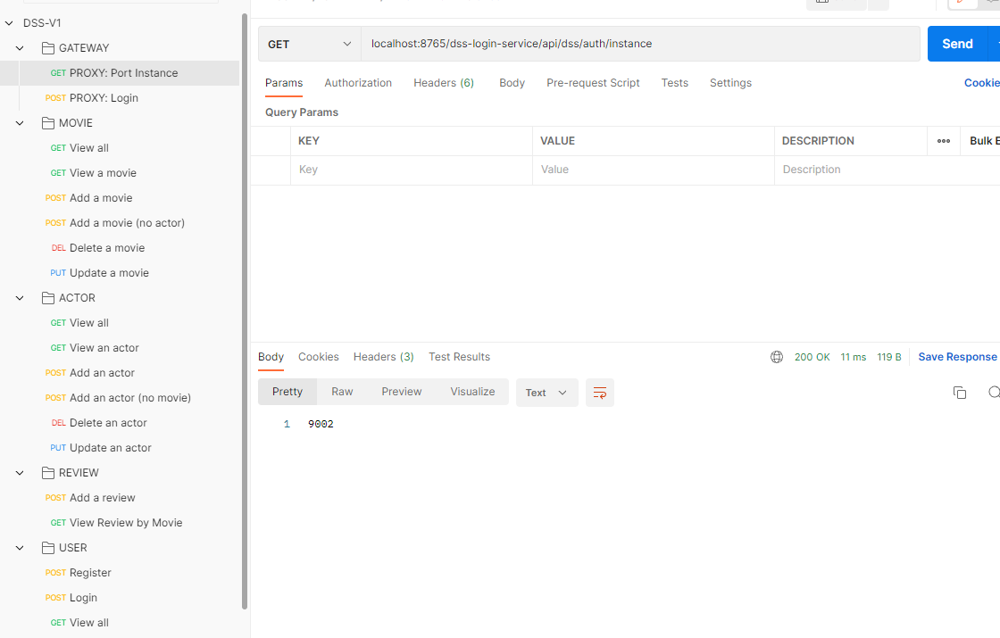 DSS-V1
GATEWAY
GET PROXY: Port Instance
POST PROXY: Login
MOVIE
GET View all
GET View a movie
POST Add a movie
POST Add a movie (no actor)
DEL Delete a movie
PUT Update a movie
ACTOR
GET View all
GET View an actor
POST Add an actor
POST Add an actor (no movie)
DEL Delete an actor
PUT Update an actor
REVIEW
POST Add a review
GET View Review by Movie
USER
POST Register
POST Login
GET View all
GET localhost:8765/dss-login-service/api/dss/auth/instance Send
Params Authorization Headers (6) Body Pre-request Script Tests Settings Cookie
Query Params
KEY VALUE DESCRIPTION Bulk E
Key Value Description
Body Cookies Headers (3) Test Results 200 OK 11 ms 119 B Save Response
Pretty Raw Preview Visualize Text
1 9002